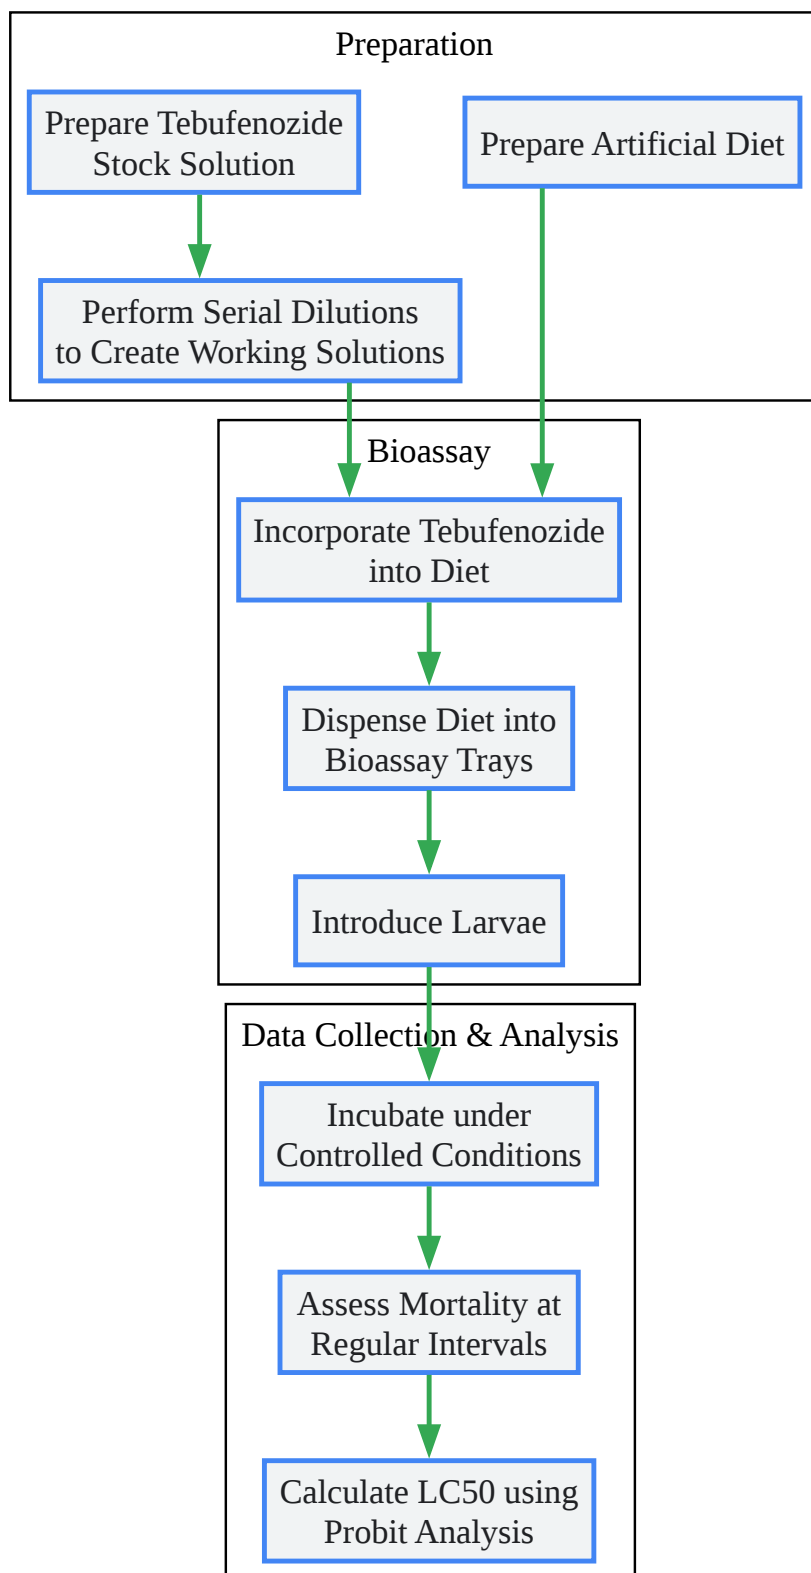 Preparation
Prepare Tebufenozide
Stock Solution
Prepare Artificial Diet
Perform Serial Dilutions
to Create Working Solutions
Bioassay
Incorporate Tebufenozide
into Diet
Dispense Diet into
Bioassay Trays
Introduce Larvae
Data Collection & Analysis
Incubate under
Controlled Conditions
Assess Mortality at
Regular Intervals
Calculate LC50 using
Probit Analysis